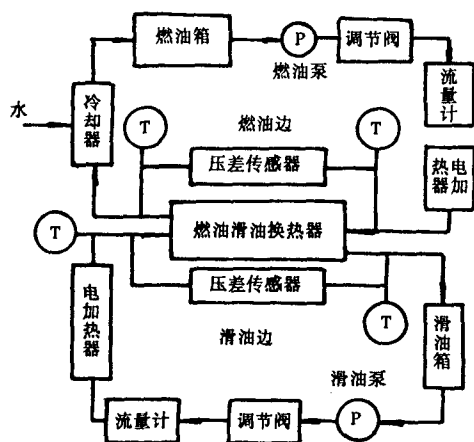 燃油箱
P
调节阀
燃油泵
流量计
水
冷却器
T
燃油边
T
压差传感器
电加
热器
T
燃油滑油换热器
压差传感器
T
电加热器
滑油边
滑油箱
滑油泵
流量计
调节阀
P